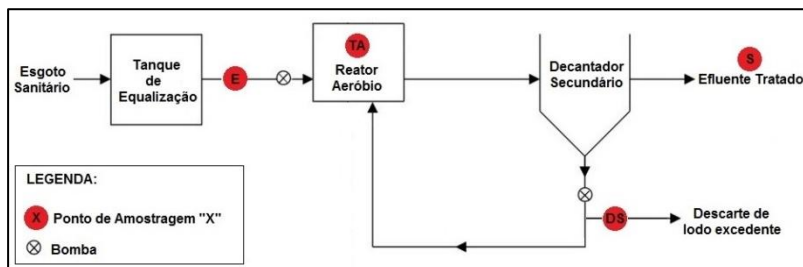 Esgoto
Sanitário
Tanque
de
Equalização
E
TA
Reator
Aeróbio
Decantador
Secundário
S
Efluente Tratado
LEGENDA:
X Ponto de Amostragem "X"
Bomba
DS
Descarte de
lodo excedente